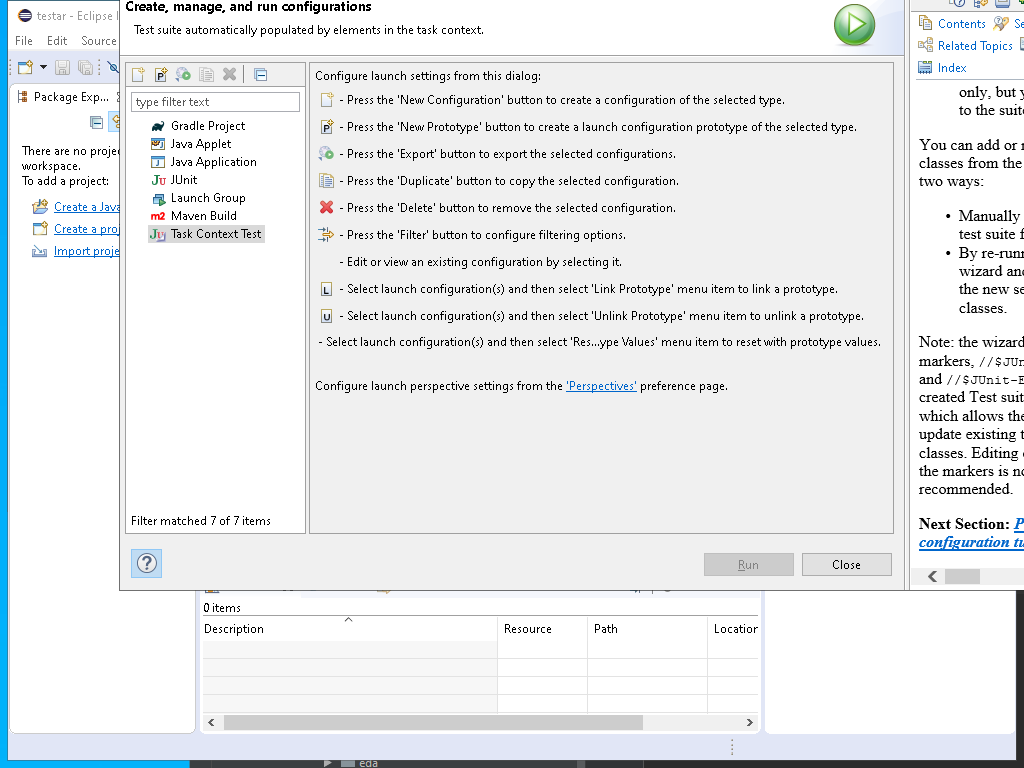 testar - Eclipse I
File Edit Source
Package Exp...
There are no proje
workspace.
To add a project:
Create a Java
Create a proj
Import proje
Create, manage, and run configurations
Test suite automatically populated by elements in the task context.
type filter text
Gradle Project
Java Applet
Java Application
JUnit
Launch Group
Maven Build
Task Context Test
Filter matched 7 of 7 items
Configure launch settings from this dialog:
- Press the 'New Configuration' button to create a configuration of the selected type.
- Press the 'New Prototype' button to create a launch configuration prototype of the selected type.
- Press the 'Export' button to export the selected configurations.
- Press the 'Duplicate' button to copy the selected configuration.
- Press the 'Delete' button to remove the selected configuration.
- Press the 'Filter' button to configure filtering options.
- Edit or view an existing configuration by selecting it.
- Select launch configuration(s) and then select 'Link Prototype' menu item to link a prototype.
- Select launch configuration(s) and then select 'Unlink Prototype' menu item to unlink a prototype.
- Select launch configuration(s) and then select 'Res...ype Values' menu item to reset with prototype values.
Configure launch perspective settings from the 'Perspectives' preference page.
Run
Close
Contents Se
Related Topics
Index
only, but y
to the suite
You can add or r
classes from the
two ways:
• Manually
test suite f
• By re-runn
wizard and
the new se
classes.
Note: the wizard
markers, //$JUn
and //$JUnit-E
created Test suit
which allows the
update existing t
classes. Editing
the markers is no
recommended.
Next Section: P
configuration ta
0 items
Description Resource Path Location
eda